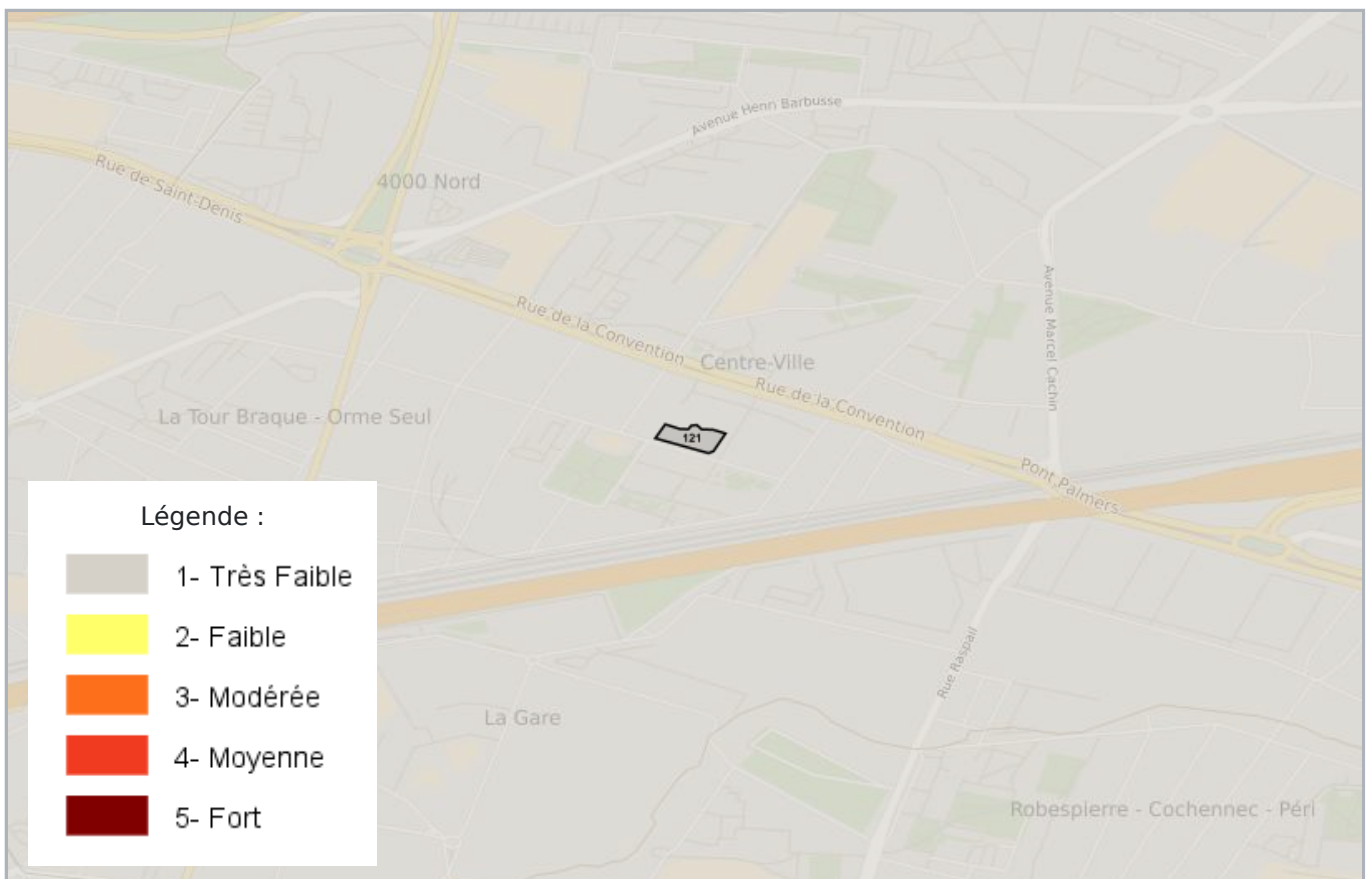 Avenue Henri Barbusse
Rue de Saint-Denis
4000 Nord
Avenue Marcel Cachin
Rue de la Convention
Centre-Ville
Rue de la Convention
La Tour Braque - Orme Seul
121
Pont Palmers
Légende :
1- Très Faible
2- Faible
3- Modérée
4- Moyenne
5- Fort
Rue Raspail
La Gare
Robespierre - Cochennec - Péri